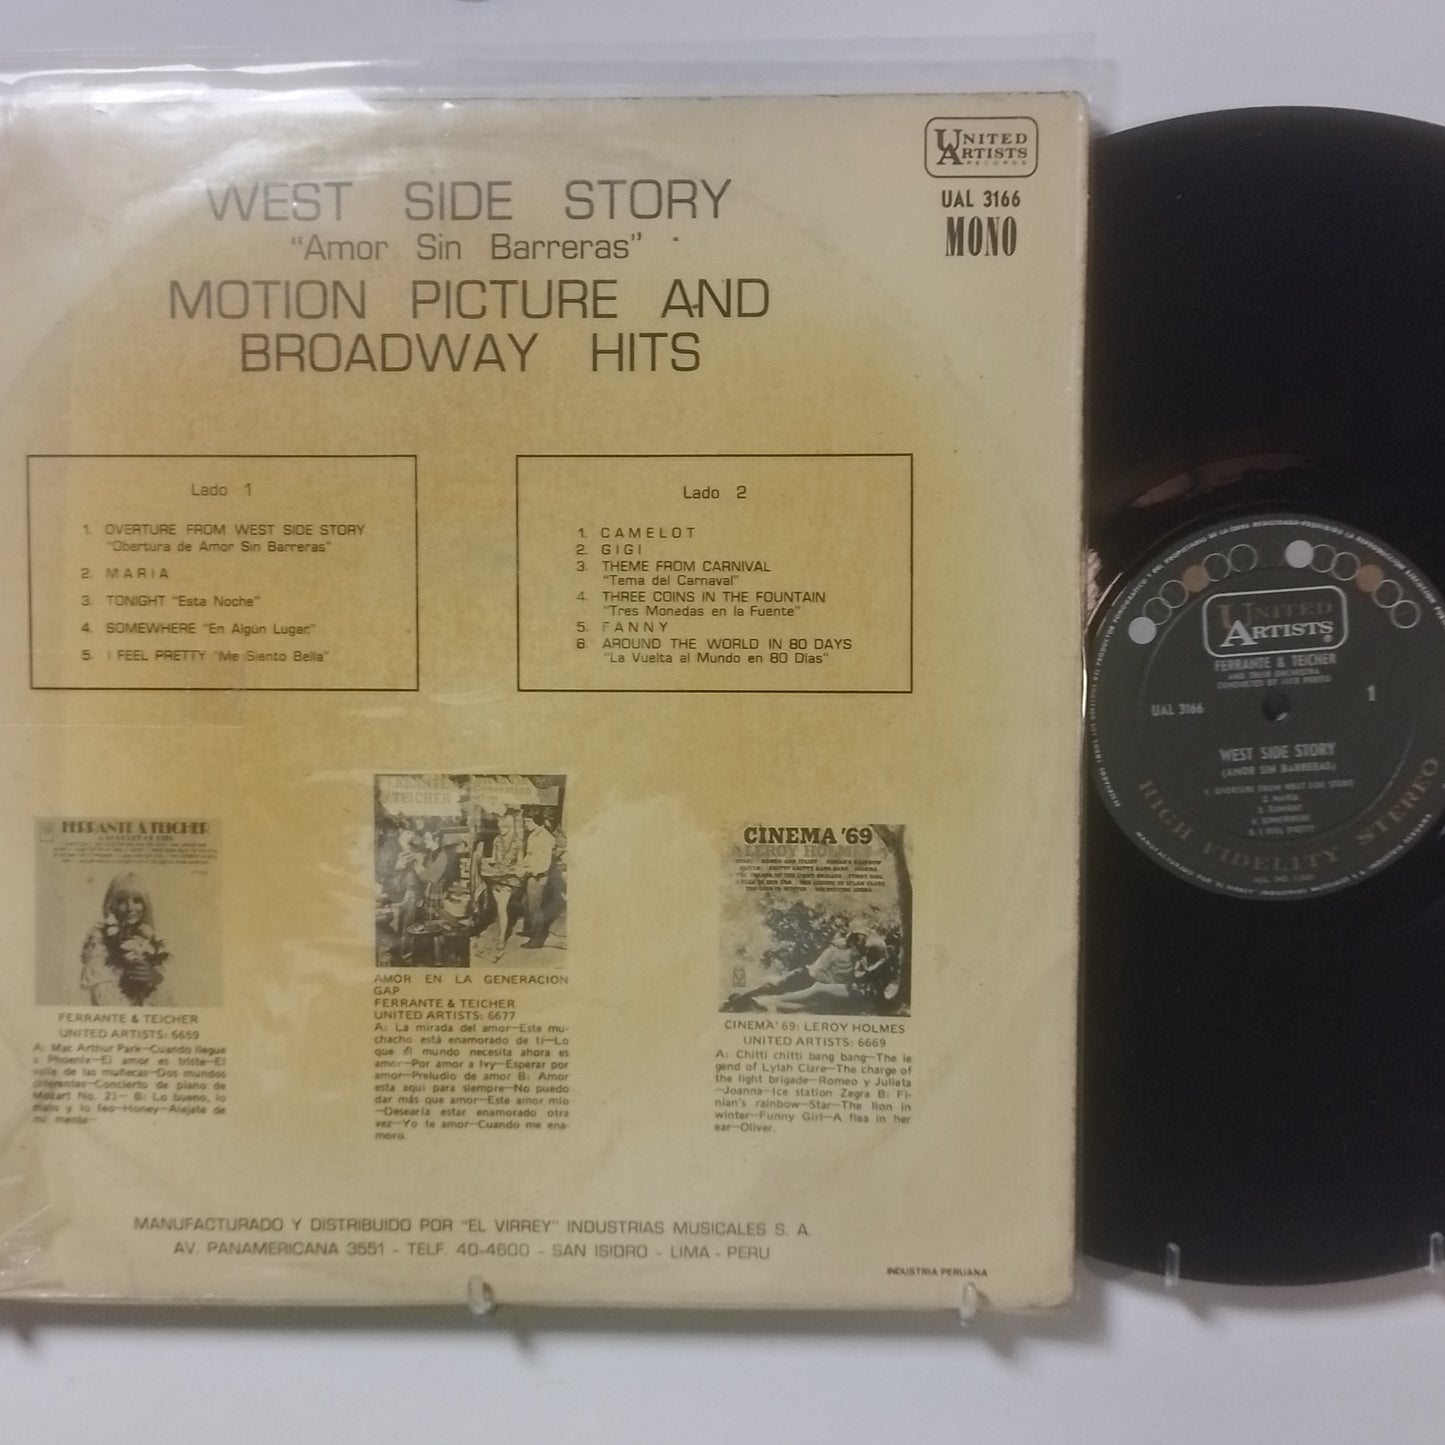 UNITED
ARTISTS
RECORDS
UAL 3166
MONO
WEST SIDE STORY
"Amor Sin Barreras"
MOTION PICTURE AND
BROADWAY HITS
Lado 1
1. OVERTURE FROM WEST SIDE STORY
"Obertura de Amor Sin Barreras"
2. MARIA
3. TONIGHT "Esta Noche"
4. SOMEWHERE "En Algún Lugar"
5. I FEEL PRETTY "Me Siento Bella"
Lado 2
1. CAMELOT
2. GIGI
3. THEME FROM CARNIVAL
"Tema del Carnaval"
4. THREE COINS IN THE FOUNTAIN
"Tres Monedas en la Fuente"
5. FANNY
6. AROUND THE WORLD IN 80 DAYS
"La Vuelta al Mundo en 80 Dias"
FERRANTE & TEICHER
FERRANTE & TEICHER
UNITED ARTISTS: 6659
A: Mac Arthur Park—Cuando llegue
a Phoenix—El amor es triste—El
valle de las muñecas—Dos mundos
diferentes—Concierto de piano de
Mozart No. 21— B: Lo bueno, lo
malo y lo feo—Honey—Alejate de
mi mente—
FERRANTE
& TEICHER
AMOR EN LA GENERACION
GAP
FERRANTE & TEICHER
UNITED ARTISTS: 6677
A: La mirada del amor—Este mu-
chacho está enamorado de tí—Lo
que el mundo necesita ahora es
amor—Por amor a Ivy—Esperar por
amor—Preludio de amor B: Amor
esta aqui para siempre—No puedo
dar más que amor—Este amor mio
—Desearía estar enamorado otra
vez—Yo te amor—Cuando me ena-
moro.
CINEMA '69
LEROY HOLMES
CINEMA' 69: LEROY HOLMES
UNITED ARTISTS: 6669
A: Chitti chitti bang bang—The le
gend of Lylah Clare—The charge of
the light brigade—Romeo y Julieta
—Joanna—Ice station Zegra B: Fi-
nian's rainbow—Star—The lion in
winter—Funny Girl—A flea in her
ear—Oliver.
MANUFACTURADO Y DISTRIBUIDO POR "EL VIRREY" INDUSTRIAS MUSICALES S. A.
AV. PANAMERICANA 3551 - TELF. 40-4600 - SAN ISIDRO - LIMA - PERU
INDUSTRIA PERUANA
UNITED
ARTISTS
FERRANTE & TEICHER
AND THEIR ORCHESTRA
CONDUCTED BY NICK PERITO
UAL 3166
1
WEST SIDE STORY
(AMOR SIN BARRERAS)
1. OVERTURE FROM WEST SIDE STORY
2. MARIA
3. TONIGHT
4. SOMEWHERE
5. I FEEL PRETTY
HIGH FIDELITY STEREO